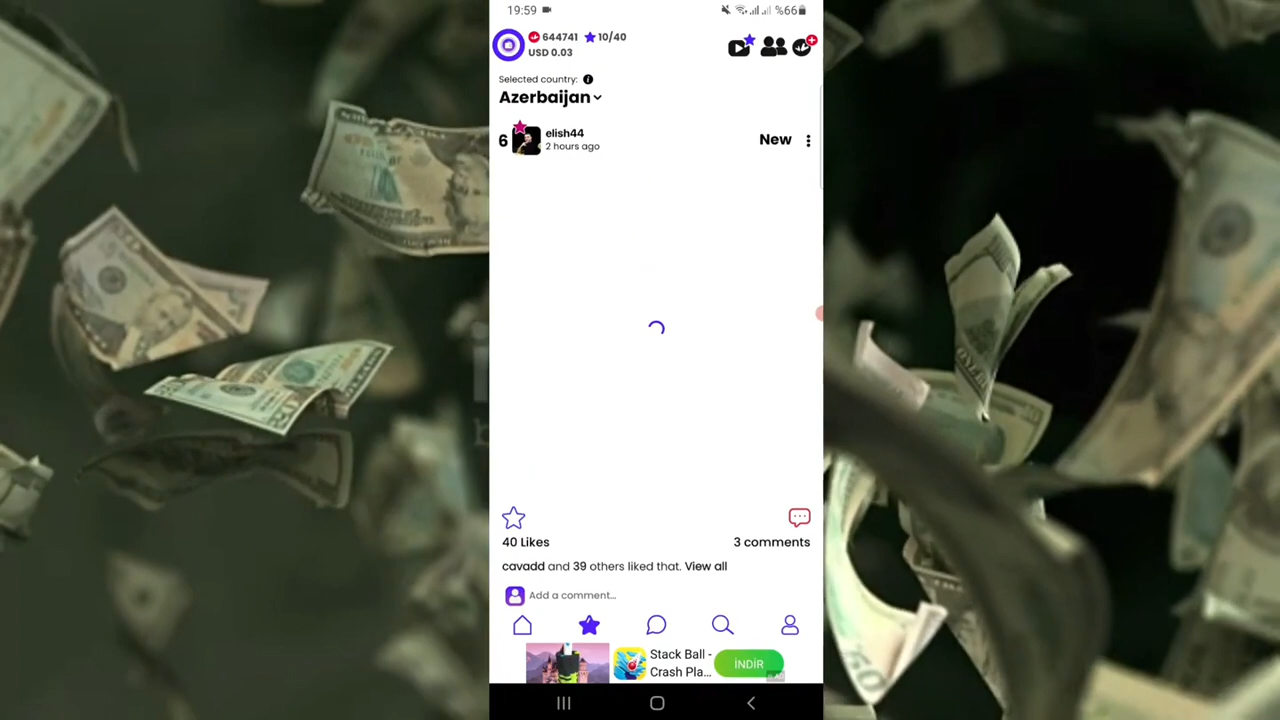 19:59
%66
644741 10/40
USD 0.03
Selected country:
Azerbaijan
6 elish44
2 hours ago
New
40 Likes
3 comments
cavadd and 39 others liked that. View all
Add a comment...
Stack Ball -
Crash Pla...
İNDİR